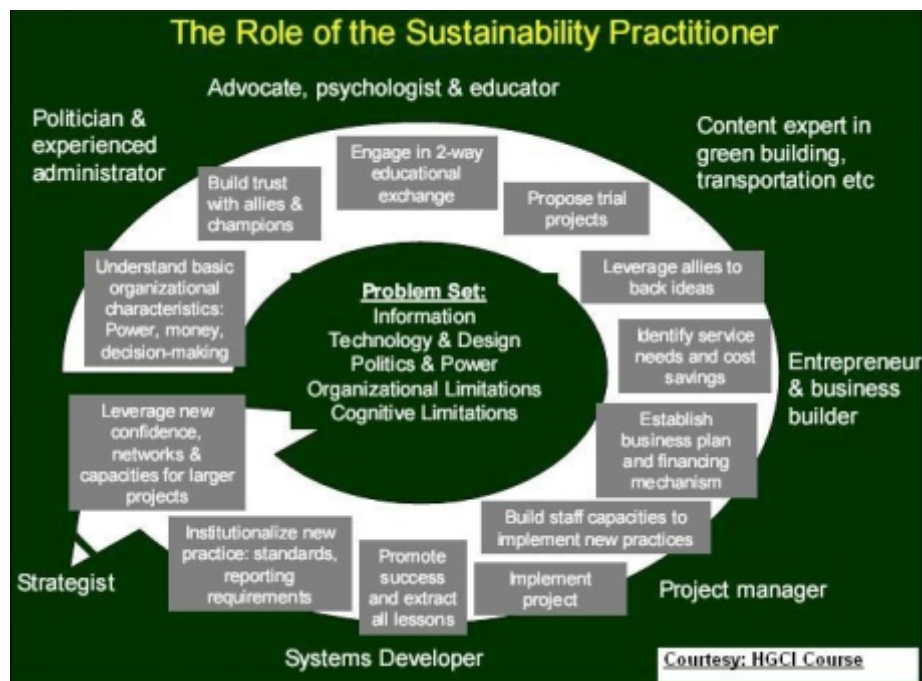 The Role of the Sustainability Practitioner
Advocate, psychologist & educator
Politician &
experienced
administrator
Content expert in
green building,
transportation etc
Engage in 2-way
educational
exchange
Build trust
with allies &
champions
Propose trial
projects
Understand basic
organizational
characteristics:
Power, money,
decision-making
Leverage allies to
back ideas
Problem Set:
Information
Technology & Design
Politics & Power
Organizational Limitations
Cognitive Limitations
Identify service
needs and cost
savings
Entrepreneur
& business
builder
Leverage new
confidence,
networks &
capacities for larger
projects
Establish
business plan
and financing
mechanism
Build staff capacities to
implement new practices
Institutionalize new
practice: standards,
reporting
requirements
Promote
success
and extract
all lessons
Implement
project
Strategist
Project manager
Systems Developer
Courtesy: HGCI Course